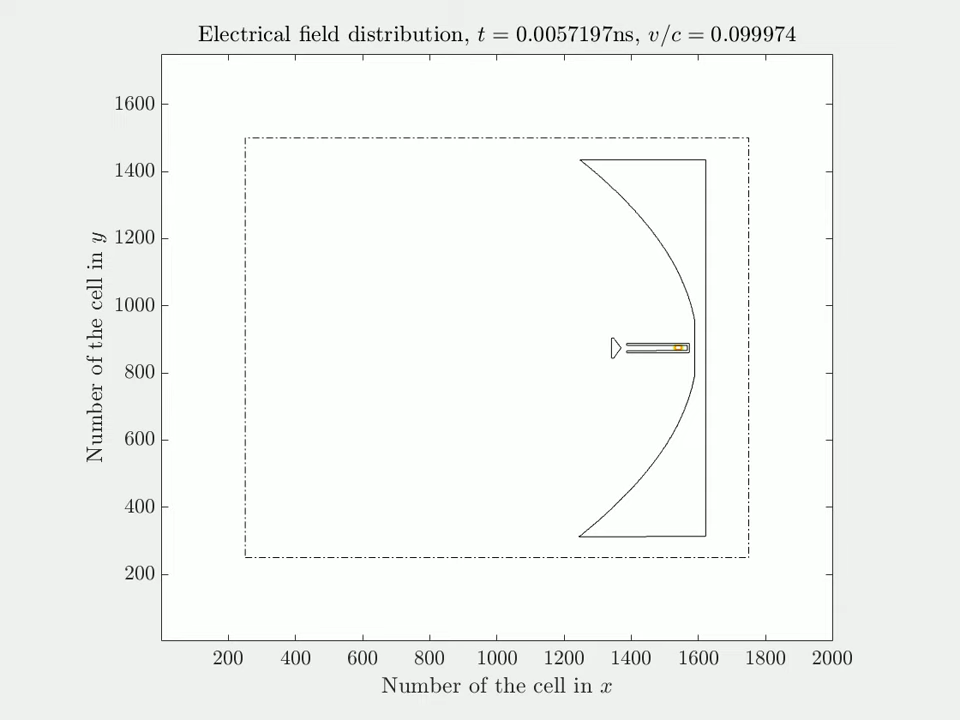 Electrical field distribution, t = 0.0057197ns, v/c = 0.099974
1600
1400
1200
1000
800
600
400
200
Number of the cell in y
200 400 600 800 1000 1200 1400 1600 1800 2000
Number of the cell in x